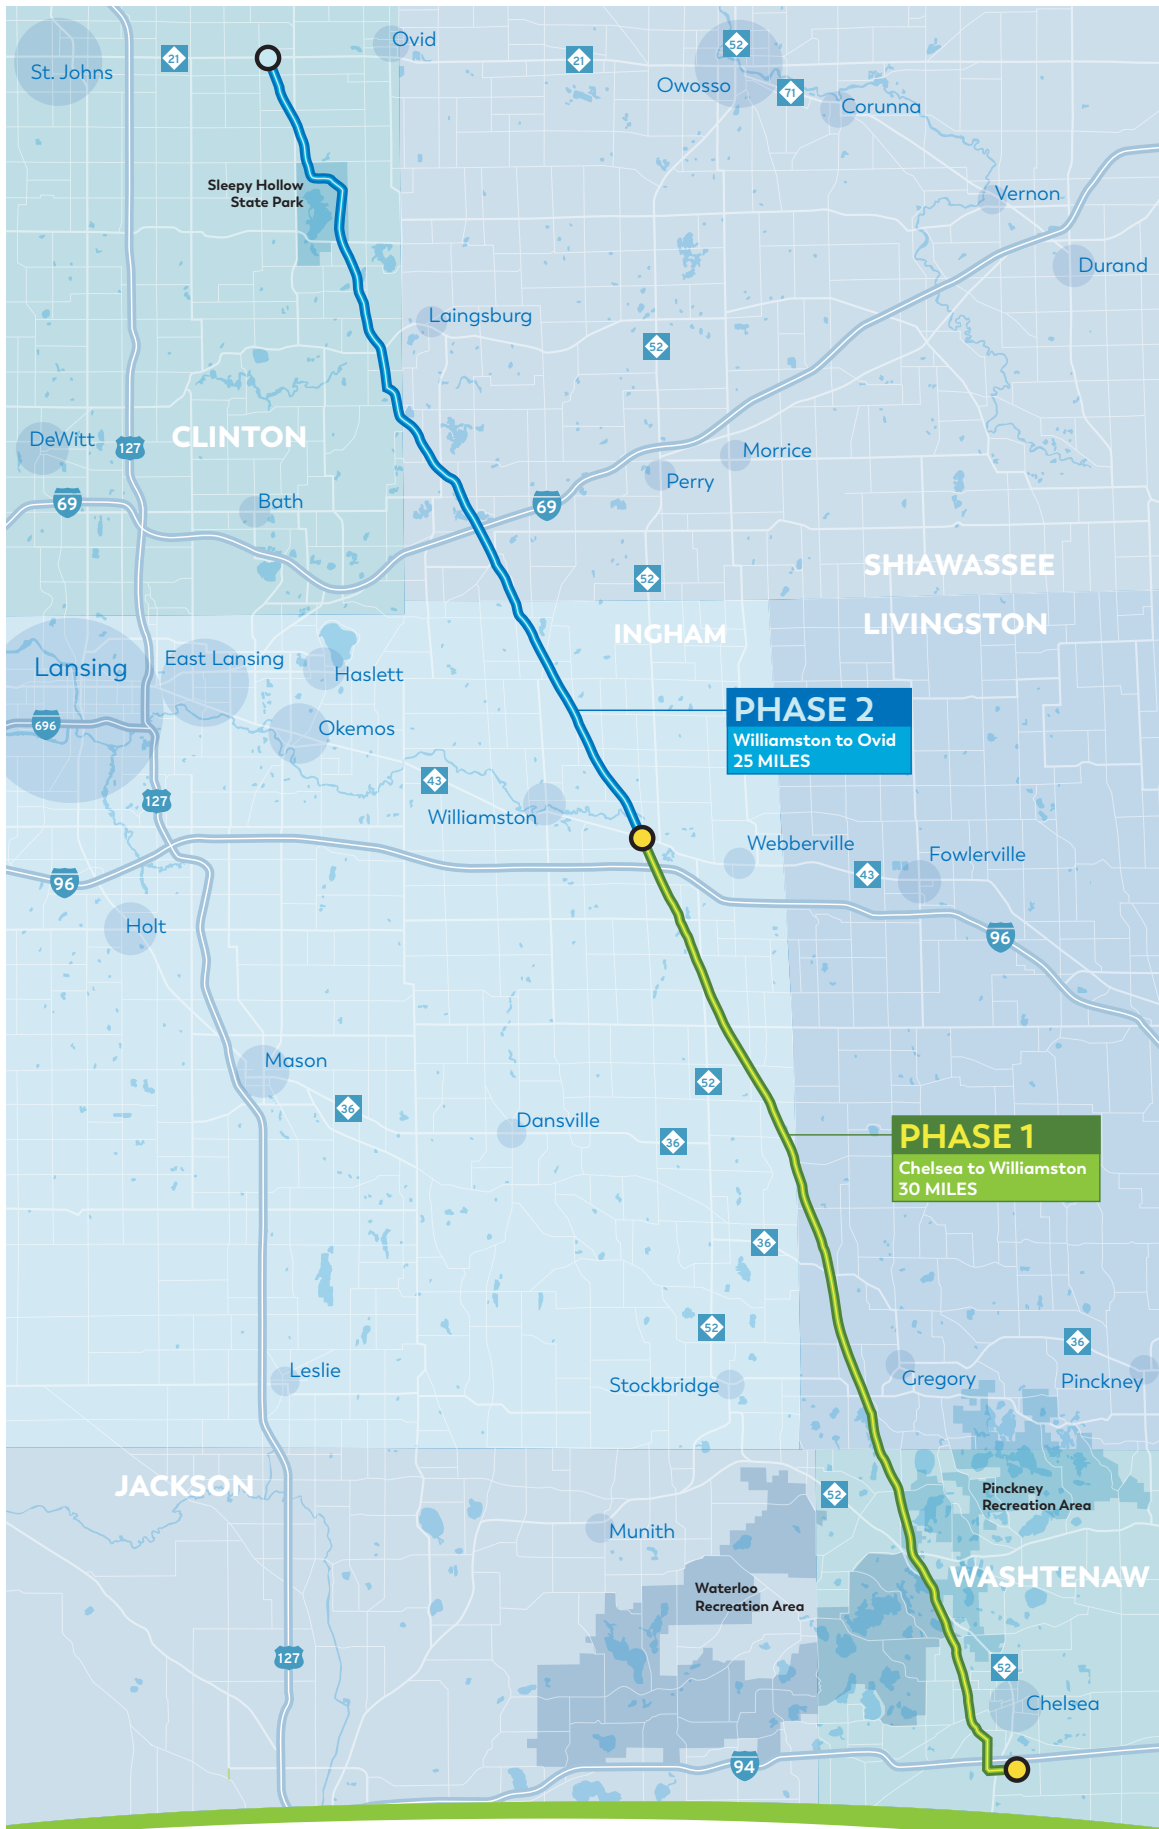 Ovid
52
St. Johns
21
21
Owosso
71
Corunna
Sleepy Hollow
State Park
Vernon
Durand
Laingsburg
52
CLINTON
DeWitt
127
Morrice
Perry
69
Bath
69
SHIAWASSEE
52
LIVINGSTON
INGHAM
Lansing
East Lansing
Haslett
PHASE 2
Williamston to Ovid
25 MILES
696
Okemos
43
127
Williamston
Webberville
Fowlerville
43
96
Holt
96
Mason
52
36
Dansville
36
PHASE 1
Chelsea to Williamston
30 MILES
36
52
36
Leslie
Stockbridge
Gregory
Pinckney
JACKSON
52
Pinckney
Recreation Area
Munith
WASHTENAW
Waterloo
Recreation Area
127
52
Chelsea
94